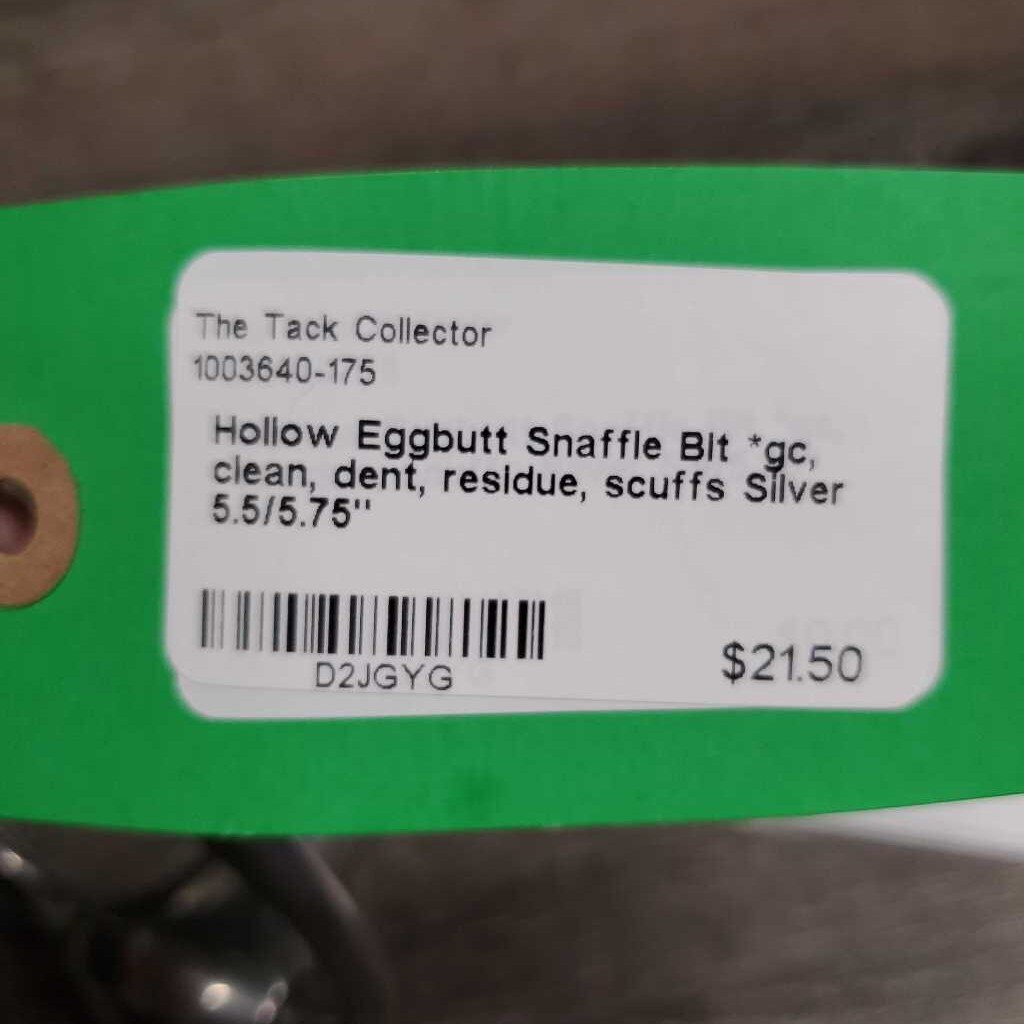 The Tack Collector
1003640-175
Hollow Eggbutt Snaffle Bit *gc,
clean, dent, residue, scuffs Silver
5.5/5.75"
D2JGYG
$21.50